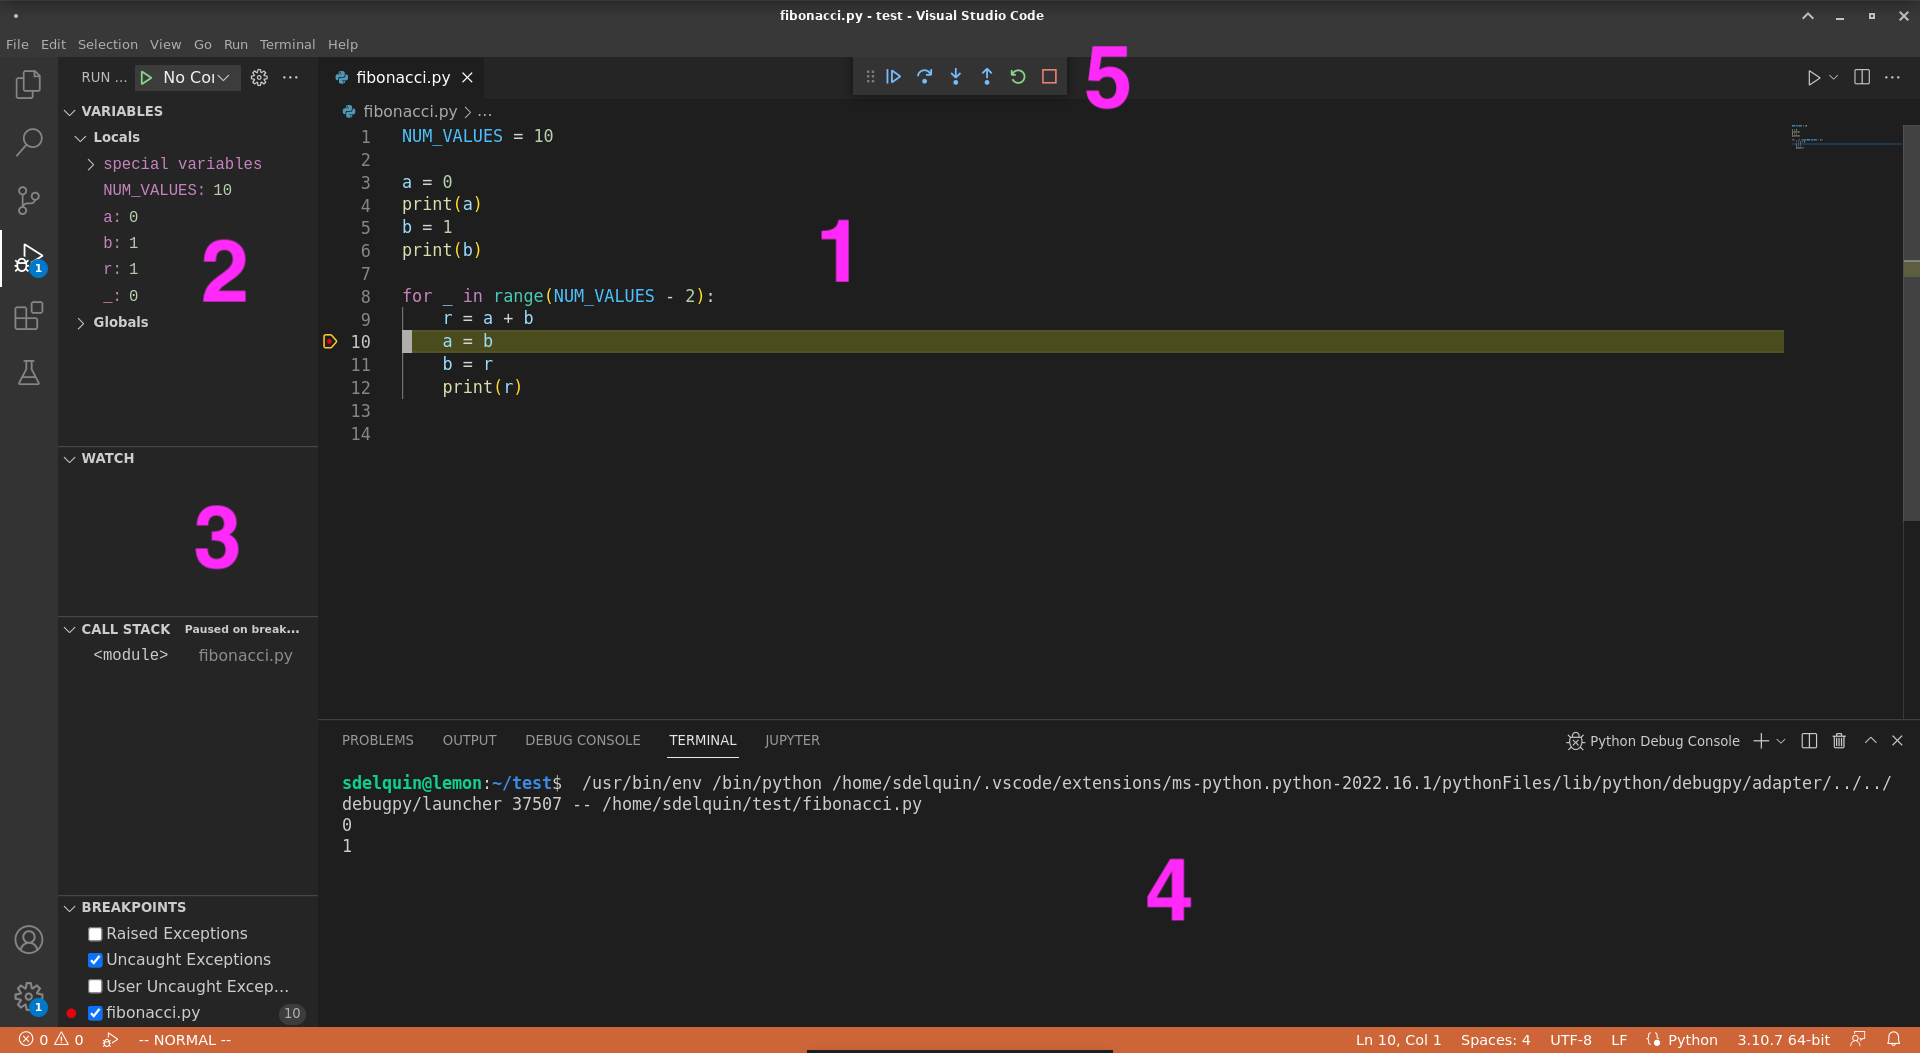 fibonacci.py - test - Visual Studio Code
File Edit Selection View Go Run Terminal Help
RUN ... No Cor
VARIABLES
Locals
special variables
NUM_VALUES: 10
a: 0
b: 1
r: 1
_: 0
Globals
2
WATCH
3
CALL STACK Paused on break...
<module> fibonacci.py
BREAKPOINTS
Raised Exceptions
Uncaught Exceptions
User Uncaught Excep...
fibonacci.py 10
1
1
fibonacci.py
5
fibonacci.py > ...
1 NUM_VALUES = 10
2
3 a = 0
4 print(a)
5 b = 1
6 print(b)
7
8 for _ in range(NUM_VALUES - 2):
9 r = a + b
10 a = b
11 b = r
12 print(r)
13
14
1
PROBLEMS OUTPUT DEBUG CONSOLE TERMINAL JUPYTER Python Debug Console
sdelquin@lemon:~/test$ /usr/bin/env /bin/python /home/sdelquin/.vscode/extensions/ms-python.python-2022.16.1/pythonFiles/lib/python/debugpy/adapter/../../
debugpy/launcher 37507 -- /home/sdelquin/test/fibonacci.py
0
1
4
0 0 -- NORMAL -- Ln 10, Col 1 Spaces: 4 UTF-8 LF Python 3.10.7 64-bit